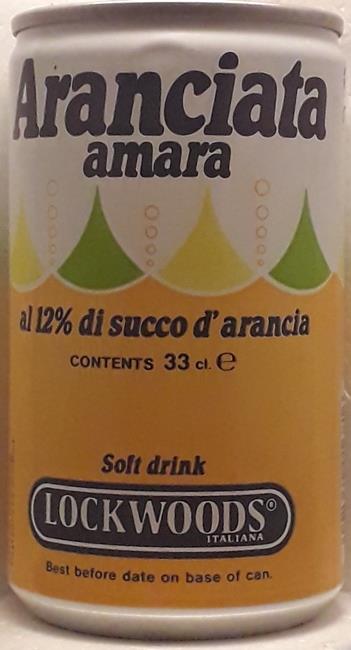 Aranciata
amara
al 12% di succo d'arancia
CONTENTS 33 cl. ℮
Soft drink
LOCKWOODS®
ITALIANA
Best before date on base of can.